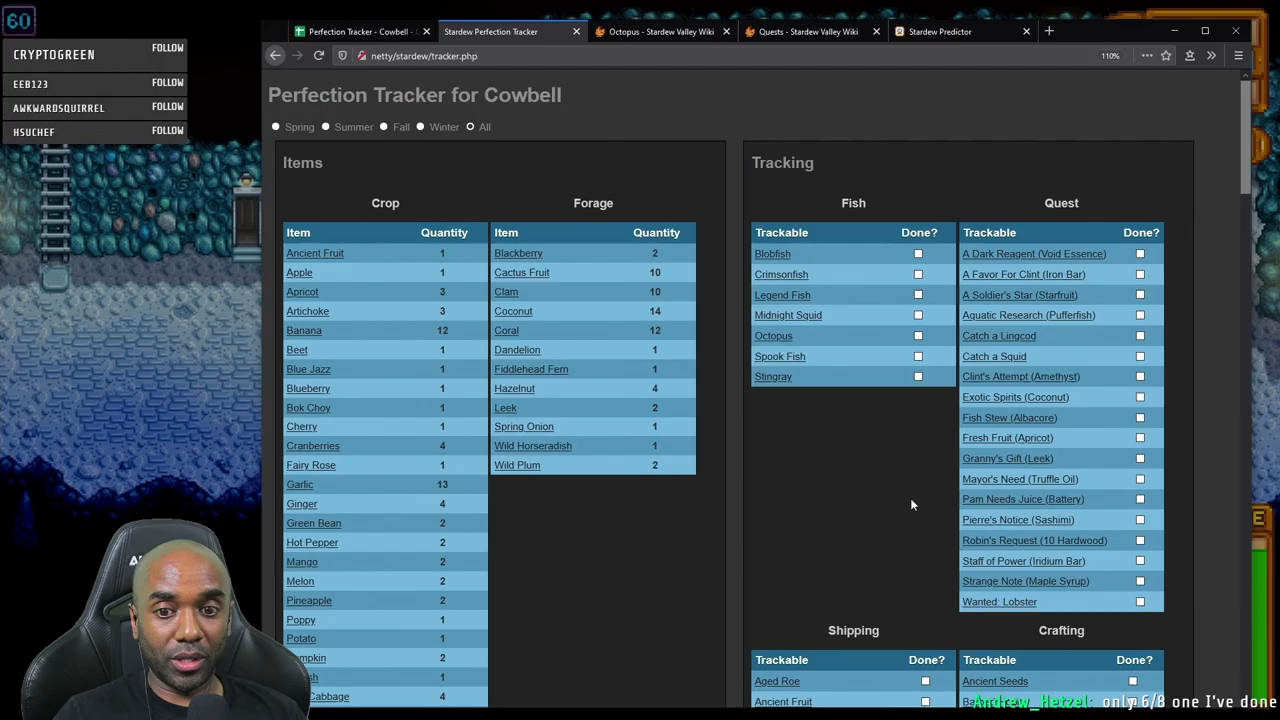 60
CRYPTOGREEN FOLLOW
EEB123 FOLLOW
AWKWARDSQUIRREL FOLLOW
HSUCHEF FOLLOW
Perfection Tracker - Cowbell -
Stardew Perfection Tracker
Octopus - Stardew Valley Wiki
Quests - Stardew Valley Wiki
Stardew Predictor
netty/stardew/tracker.php
110%
Perfection Tracker for Cowbell
Spring Summer Fall Winter All
Items
Crop
Item Quantity
Ancient Fruit 1
Apple 1
Apricot 3
Artichoke 3
Banana 12
Beet 1
Blue Jazz 1
Blueberry 1
Bok Choy 1
Cherry 1
Cranberries 4
Fairy Rose 1
Garlic 13
Ginger 4
Green Bean 2
Hot Pepper 2
Mango 2
Melon 2
Pineapple 2
Poppy 1
Potato 1
2
1
Cabbage 4
Forage
Item Quantity
Blackberry 2
Cactus Fruit 10
Clam 10
Coconut 14
Coral 12
Dandelion 1
Fiddlehead Fern 1
Hazelnut 4
Leek 2
Spring Onion 1
Wild Horseradish 1
Wild Plum 2
Tracking
Fish
Trackable Done?
Blobfish
Crimsonfish
Legend Fish
Midnight Squid
Octopus
Spook Fish
Stingray
Quest
Trackable Done?
A Dark Reagent (Void Essence)
A Favor For Clint (Iron Bar)
A Soldier's Star (Starfruit)
Aquatic Research (Pufferfish)
Catch a Lingcod
Catch a Squid
Clint's Attempt (Amethyst)
Exotic Spirits (Coconut)
Fish Stew (Albacore)
Fresh Fruit (Apricot)
Granny's Gift (Leek)
Mayor's Need (Truffle Oil)
Pam Needs Juice (Battery)
Pierre's Notice (Sashimi)
Robin's Request (10 Hardwood)
Staff of Power (Iridium Bar)
Strange Note (Maple Syrup)
Wanted: Lobster
Shipping
Trackable Done?
Aged Roe
Ancient Fruit
Crafting
Trackable Done?
Ancient Seeds
Andrew_Hetzel: only 6/8 one I've done